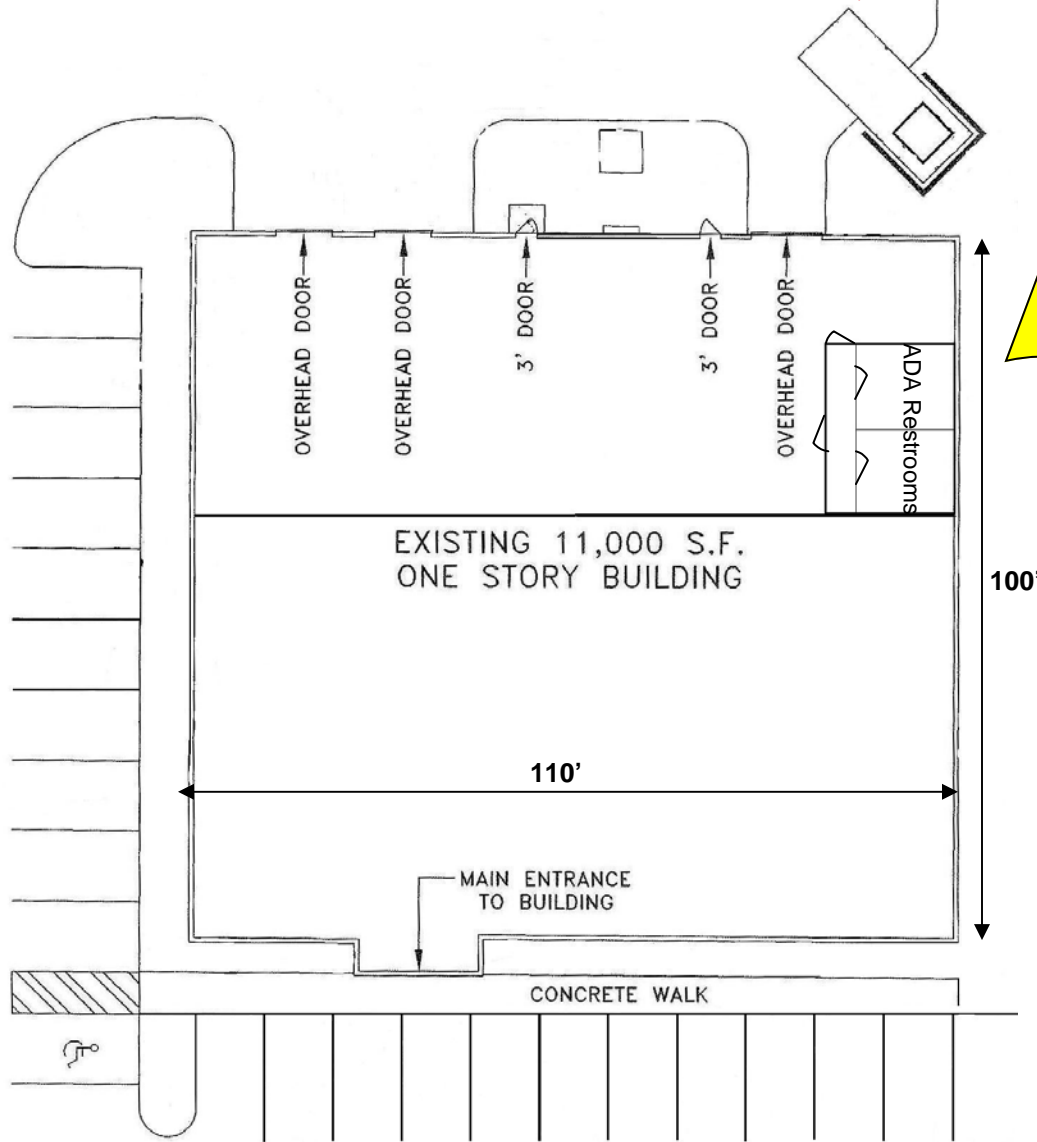 OVERHEAD DOOR
OVERHEAD DOOR
3' DOOR
3' DOOR
OVERHEAD DOOR
ADA Restrooms
EXISTING 11,000 S.F.
ONE STORY BUILDING
100'
110’
MAIN ENTRANCE
TO BUILDING
CONCRETE WALK